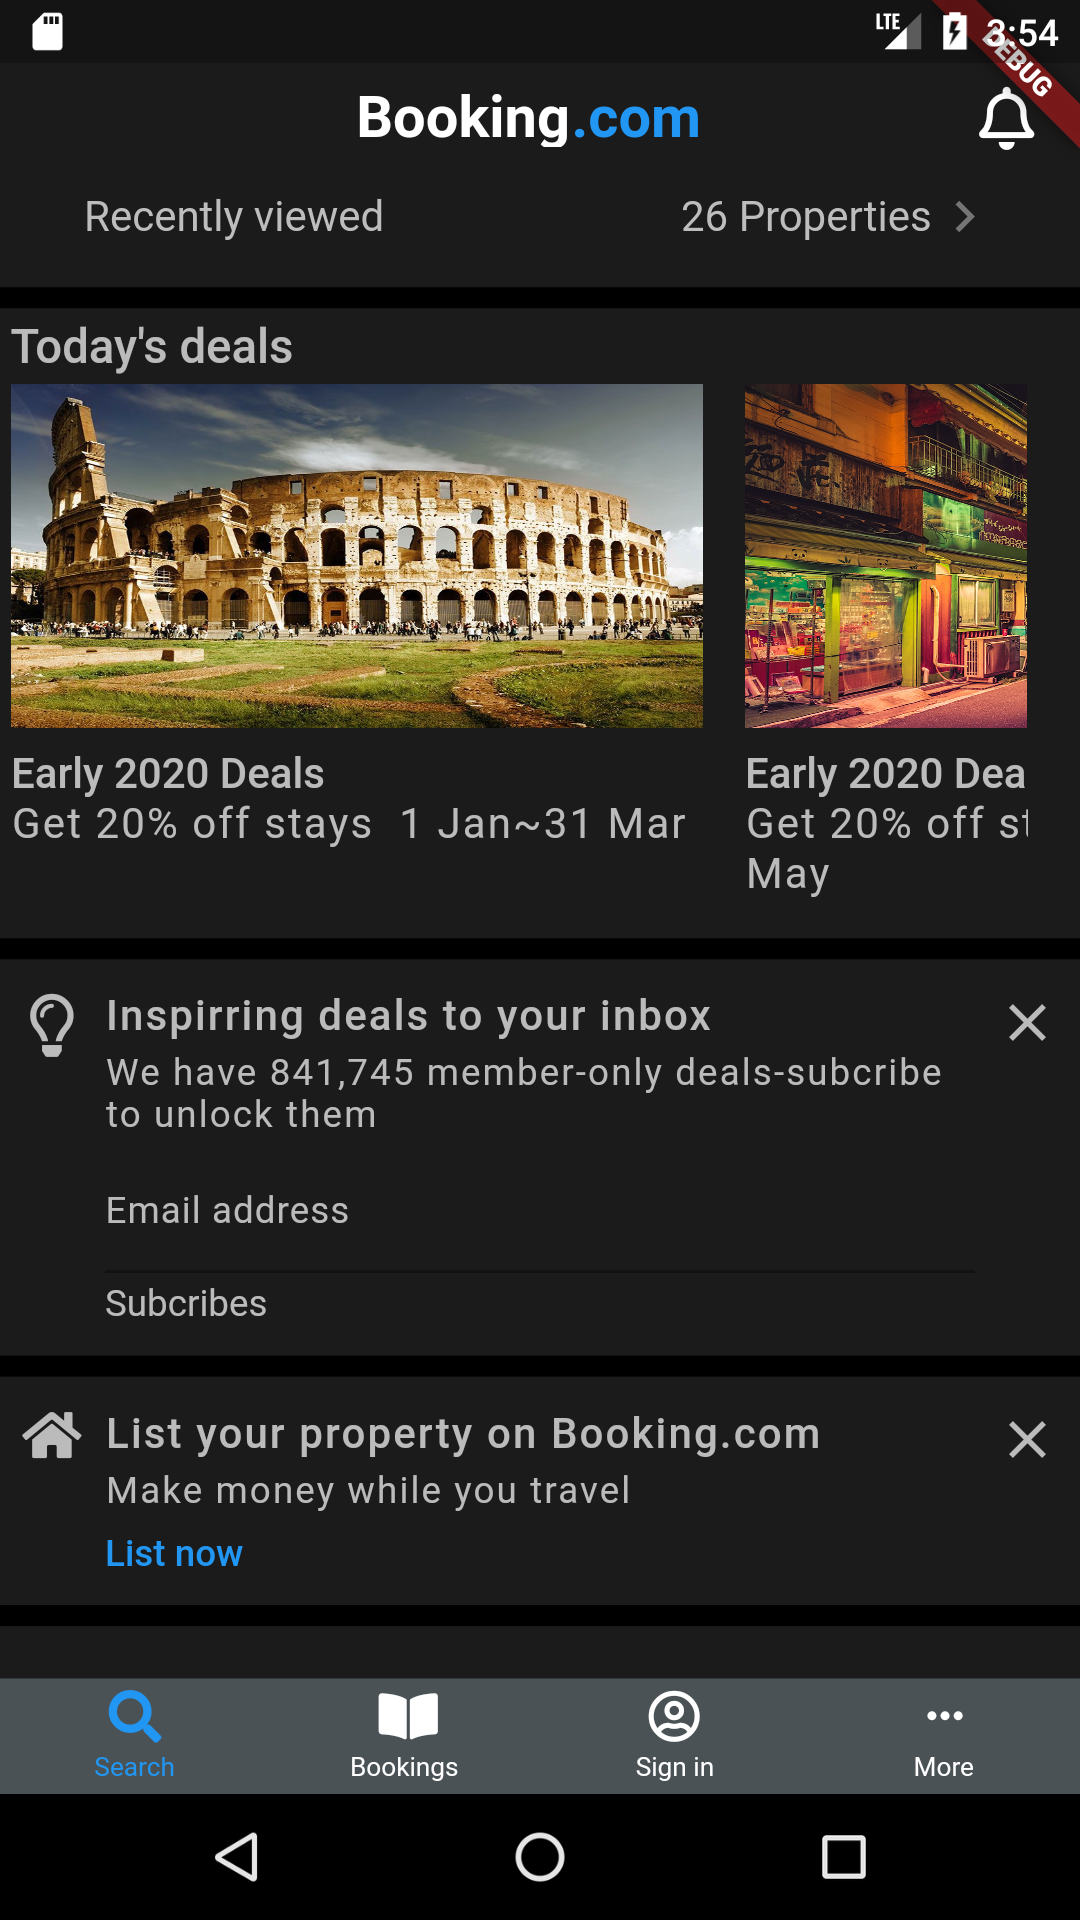 LTE
3:54
DEBUG
Booking.com
Recently viewed
26 Properties
Today's deals
Early 2020 Deals
Get 20% off stays 1 Jan~31 Mar
Early 2020 Dea
Get 20% off st
May
Inspirring deals to your inbox
We have 841,745 member-only deals-subcribe
to unlock them
Email address
Subcribes
List your property on Booking.com
Make money while you travel
List now
Search
Bookings
Sign in
More